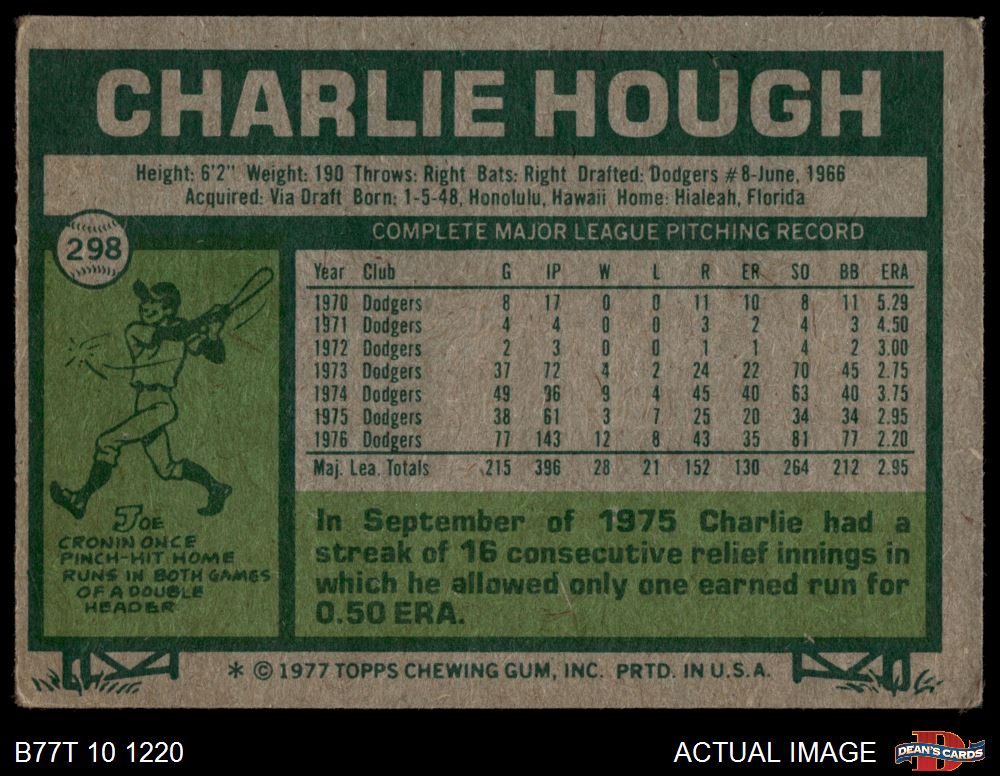 CHARLIE HOUGH
Height: 6'2" Weight: 190 Throws: Right Bats: Right Drafted: Dodgers #8-June, 1966
Acquired: Via Draft Born: 1-5-48, Honolulu, Hawaii Home: Hialeah, Florida
298
COMPLETE MAJOR LEAGUE PITCHING RECORD
Year Club G IP W L R ER SO BB ERA
1970 Dodgers 8 17 0 0 11 10 8 11 5.29
1971 Dodgers 4 4 0 0 3 2 4 3 4.50
1972 Dodgers 2 3 0 0 1 1 4 2 3.00
1973 Dodgers 37 72 4 2 24 22 70 45 2.75
1974 Dodgers 49 96 9 4 45 40 63 40 3.75
1975 Dodgers 38 61 3 7 25 20 34 34 2.95
1976 Dodgers 77 143 12 8 43 35 81 77 2.20
Maj. Lea. Totals 215 396 28 21 152 130 264 212 2.95
JOE
CRONIN ONCE
PINCH-HIT HOME
RUNS IN BOTH GAMES
OF A DOUBLE
HEADER
In September of 1975 Charlie had a
streak of 16 consecutive relief innings in
which he allowed only one earned run for
0.50 ERA.
* © 1977 TOPPS CHEWING GUM, INC. PRTD. IN U.S.A.
B77T 10 1220
ACTUAL IMAGE
D
DEAN'S CARDS